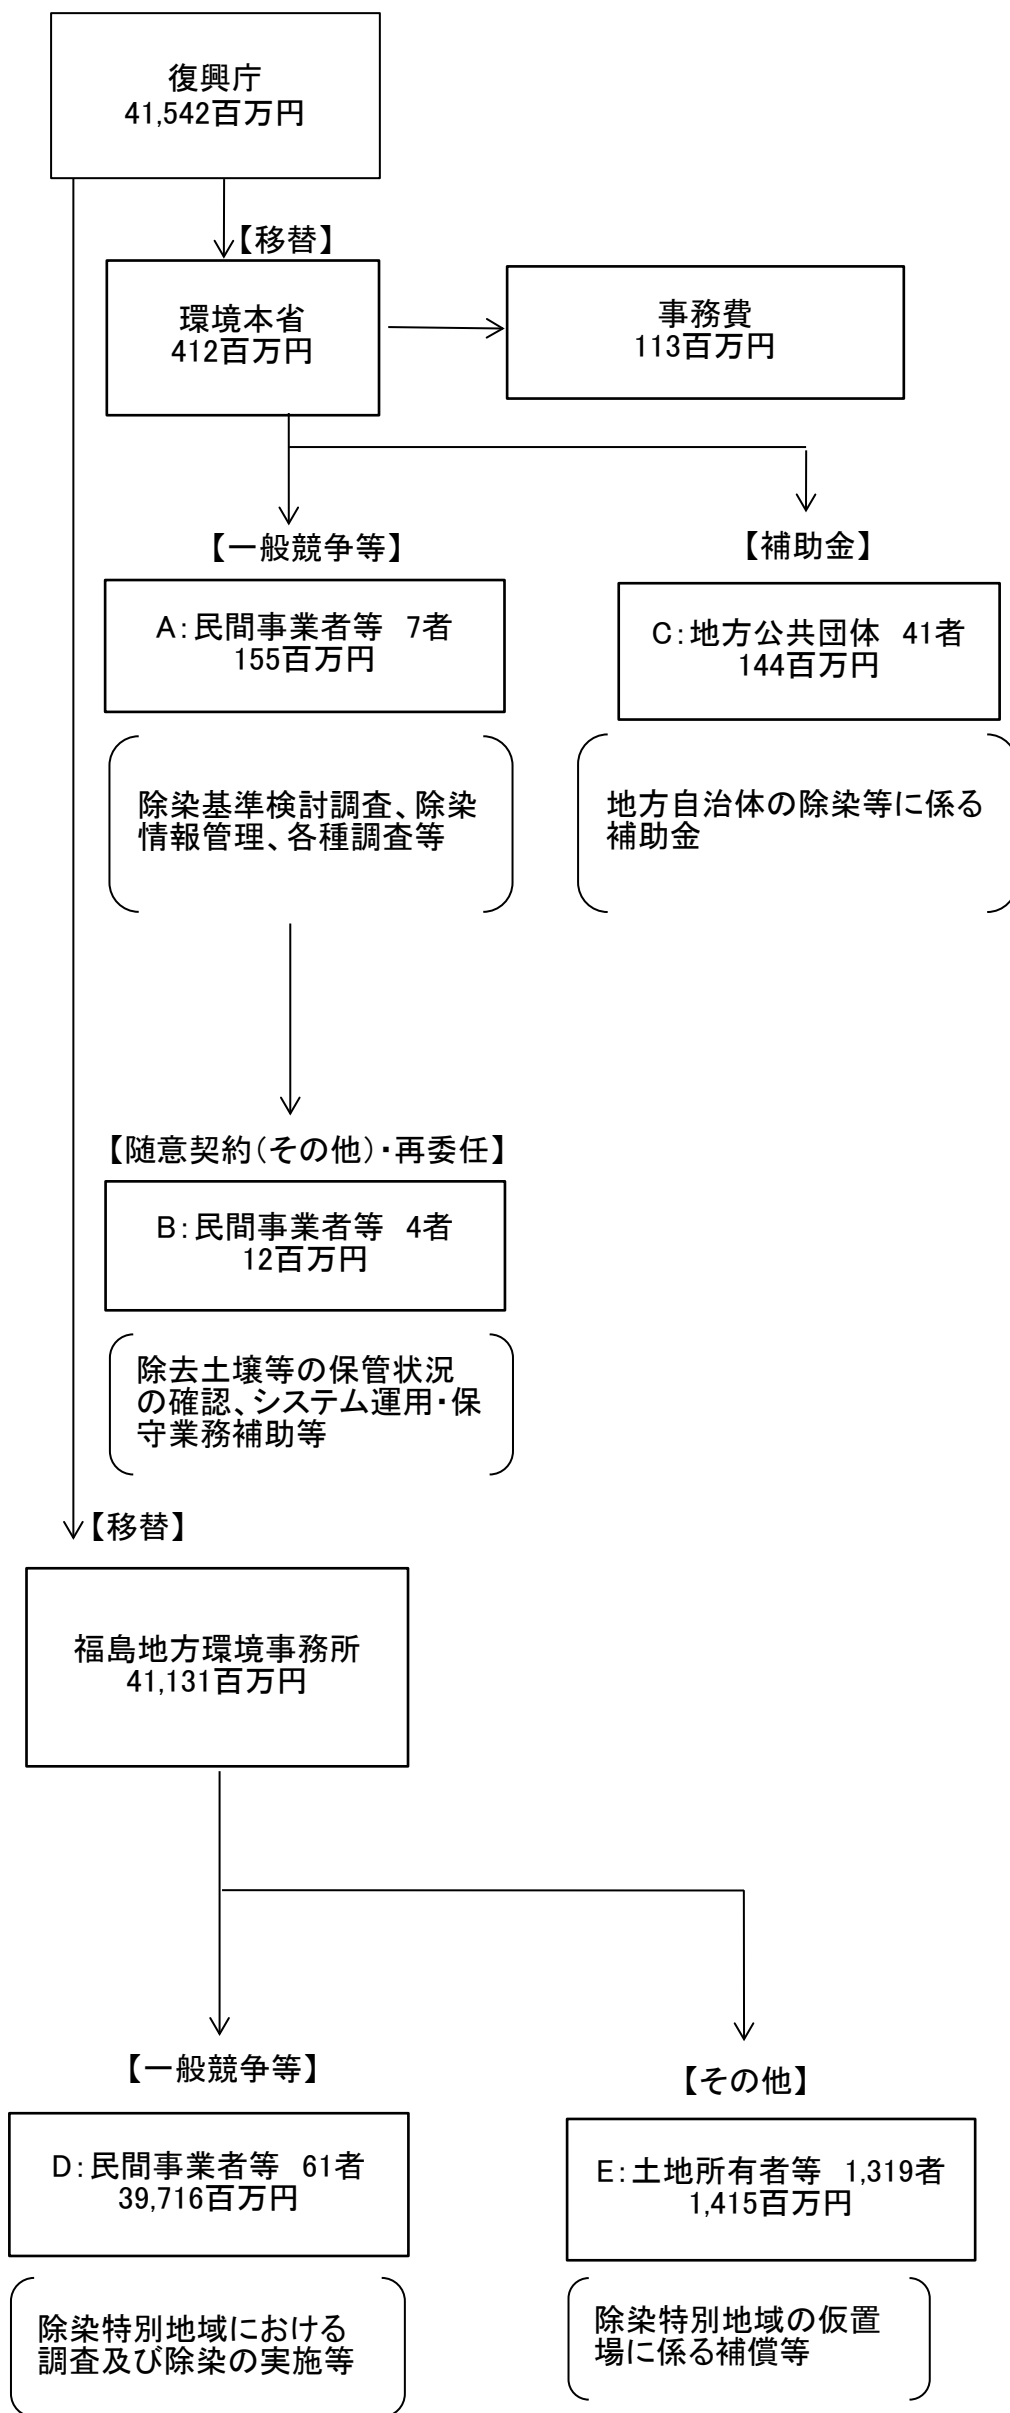 復興庁
41,542百万円
【移替】
環境本省
412百万円
事務費
113百万円
【一般競争等】
【補助金】
A：民間事業者等　7者
155百万円
C：地方公共団体　41者
144百万円
除染基準検討調査、除染
情報管理、各種調査等
地方自治体の除染等に係る
補助金
【随意契約（その他）・再委任】
B：民間事業者等　4者
12百万円
除去土壌等の保管状況
の確認、システム運用・保
守業務補助等
【移替】
福島地方環境事務所
41,131百万円
【一般競争等】
【その他】
D：民間事業者等　61者
39,716百万円
E：土地所有者等　1,319者
1,415百万円
除染特別地域における
調査及び除染の実施等
除染特別地域の仮置
場に係る補償等